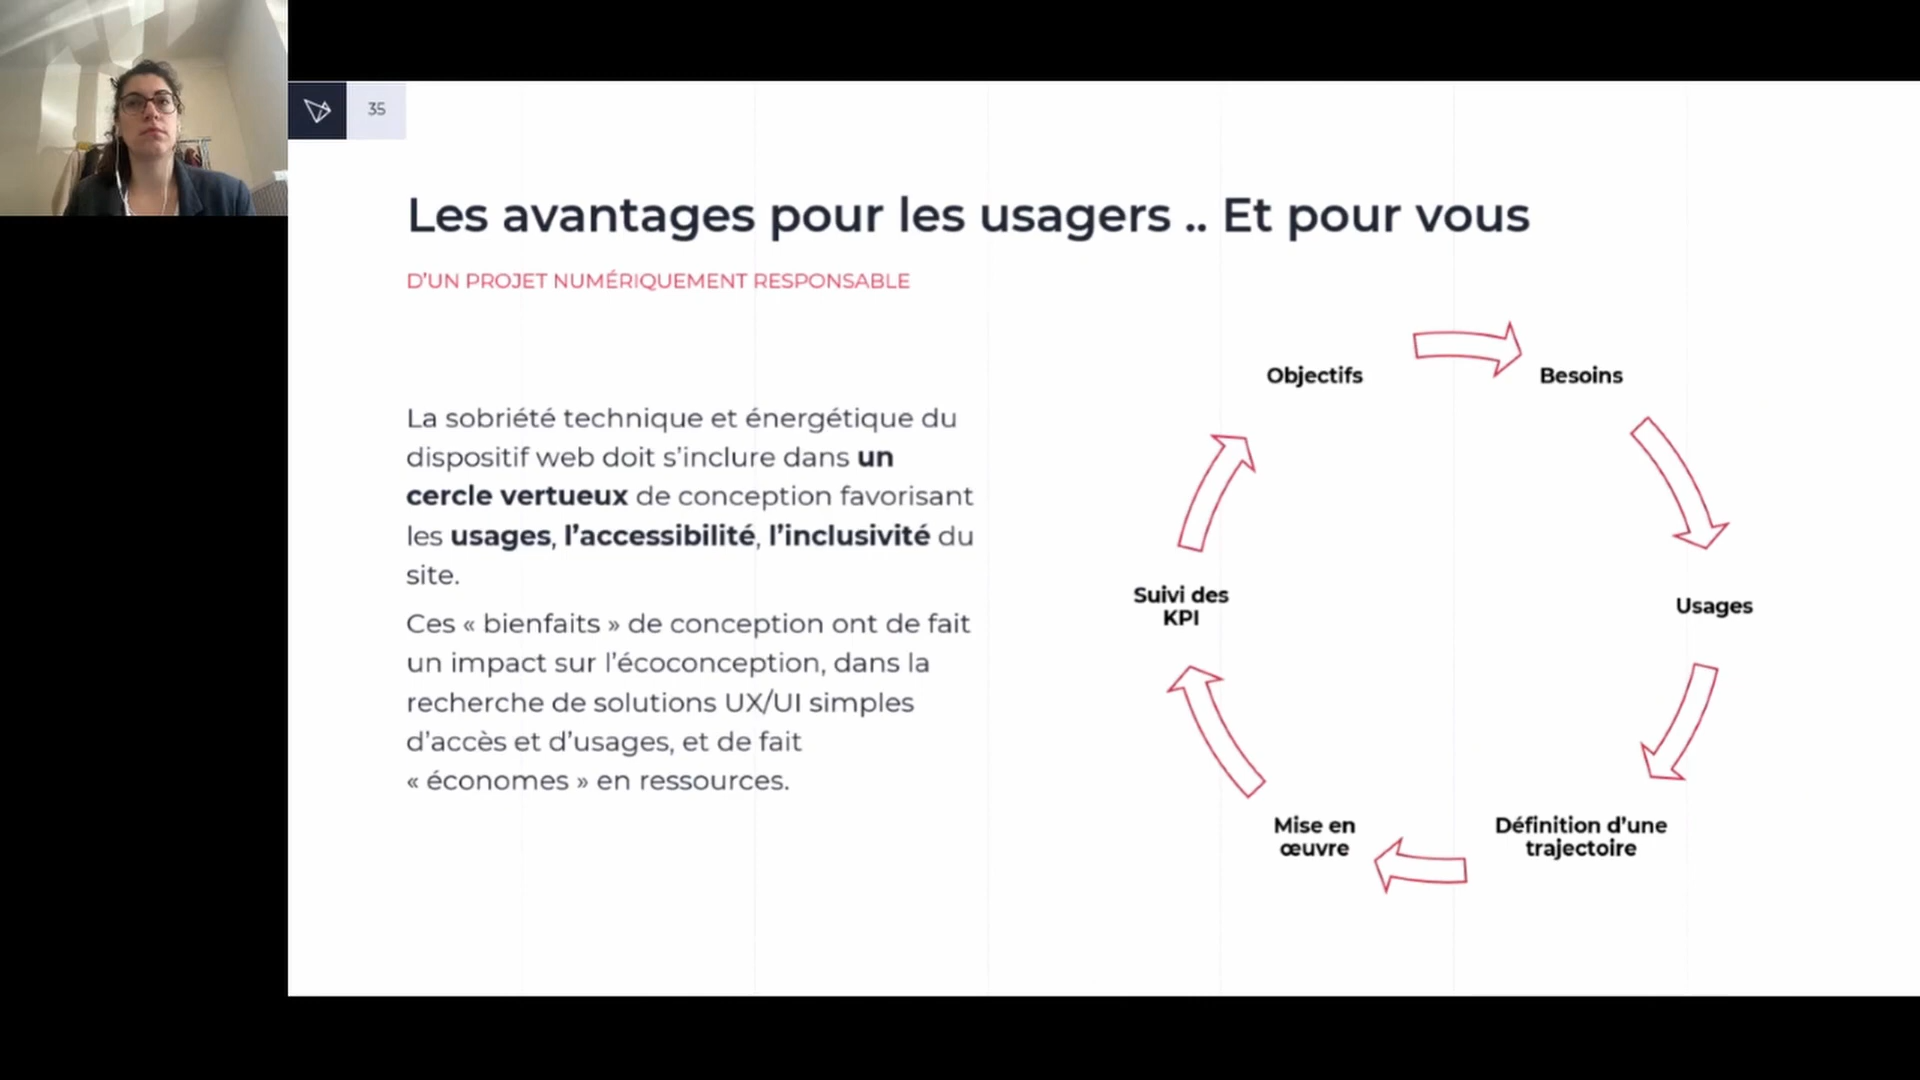 35
Les avantages pour les usagers .. Et pour vous
D'UN PROJET NUMÉRIQUEMENT RESPONSABLE
La sobriété technique et énergétique du
dispositif web doit s'inclure dans un
cercle vertueux de conception favorisant
les usages, l'accessibilité, l'inclusivité du
site.
Ces « bienfaits » de conception ont de fait
un impact sur l'écoconception, dans la
recherche de solutions UX/UI simples
d'accès et d'usages, et de fait
« économes » en ressources.
Objectifs
Besoins
Usages
Définition d'une
trajectoire
Mise en
œuvre
Suivi des
KPI